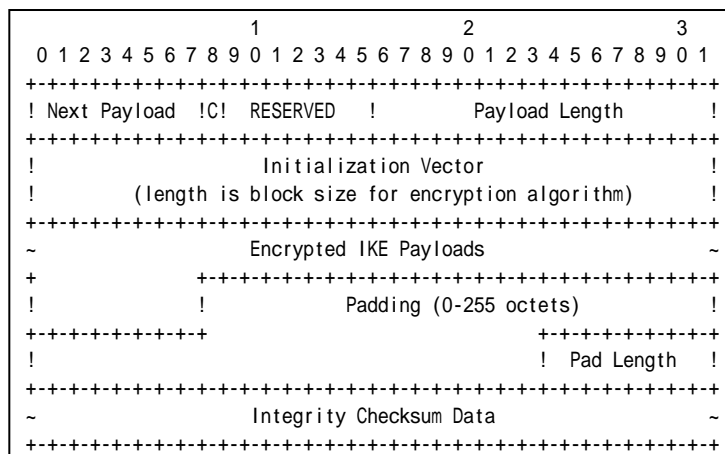 1                   2                   3
 0 1 2 3 4 5 6 7 8 9 0 1 2 3 4 5 6 7 8 9 0 1 2 3 4 5 6 7 8 9 0 1
+-+-+-+-+-+-+-+-+-+-+-+-+-+-+-+-+-+-+-+-+-+-+-+-+-+-+-+-+-+-+-+-+
! Next Payload  !C!  RESERVED   !         Payload Length        !
+-+-+-+-+-+-+-+-+-+-+-+-+-+-+-+-+-+-+-+-+-+-+-+-+-+-+-+-+-+-+-+-+
!                     Initialization Vector                     !
!         (length is block size for encryption algorithm)       !
+-+-+-+-+-+-+-+-+-+-+-+-+-+-+-+-+-+-+-+-+-+-+-+-+-+-+-+-+-+-+-+-+
~                    Encrypted IKE Payloads                     ~
+               +-+-+-+-+-+-+-+-+-+-+-+-+-+-+-+-+-+-+-+-+-+-+-+-+
!               !             Padding (0-255 octets)            !
+-+-+-+-+-+-+-+-+                               +-+-+-+-+-+-+-+-+
!                                               !  Pad Length   !
+-+-+-+-+-+-+-+-+-+-+-+-+-+-+-+-+-+-+-+-+-+-+-+-+-+-+-+-+-+-+-+-+
~                    Integrity Checksum Data                    ~
+-+-+-+-+-+-+-+-+-+-+-+-+-+-+-+-+-+-+-+-+-+-+-+-+-+-+-+-+-+-+-+-+